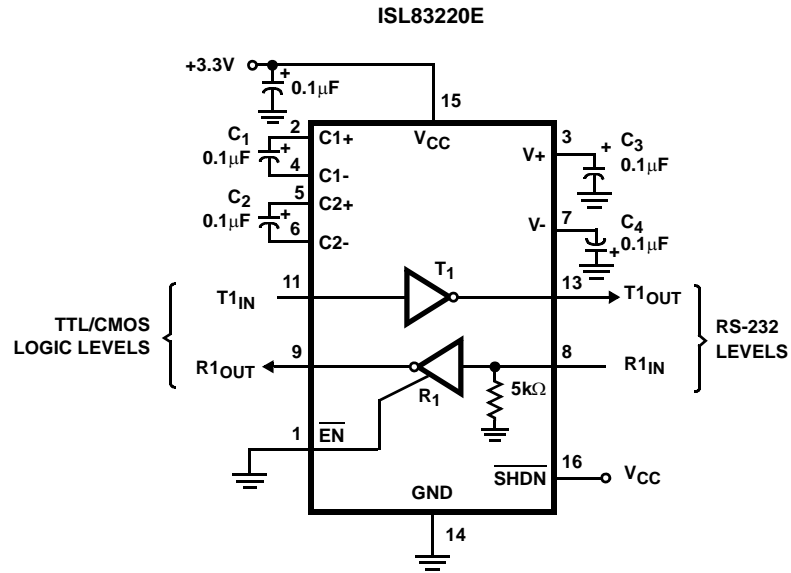 ISL83220E
+3.3V
+
0.1μF
15
VCC
C1
0.1μF
2
+
4
C1+
C1-
C2
0.1μF
5
+
6
C2+
C2-
3
V+
+
C3
0.1μF
7
V-
C4
0.1μF
+
T1
11
T1IN
13
T1OUT
TTL/CMOS
LOGIC LEVELS
RS-232
LEVELS
9
R1OUT
R1
5kΩ
8
R1IN
1
EN
SHDN
16
VCC
GND
14